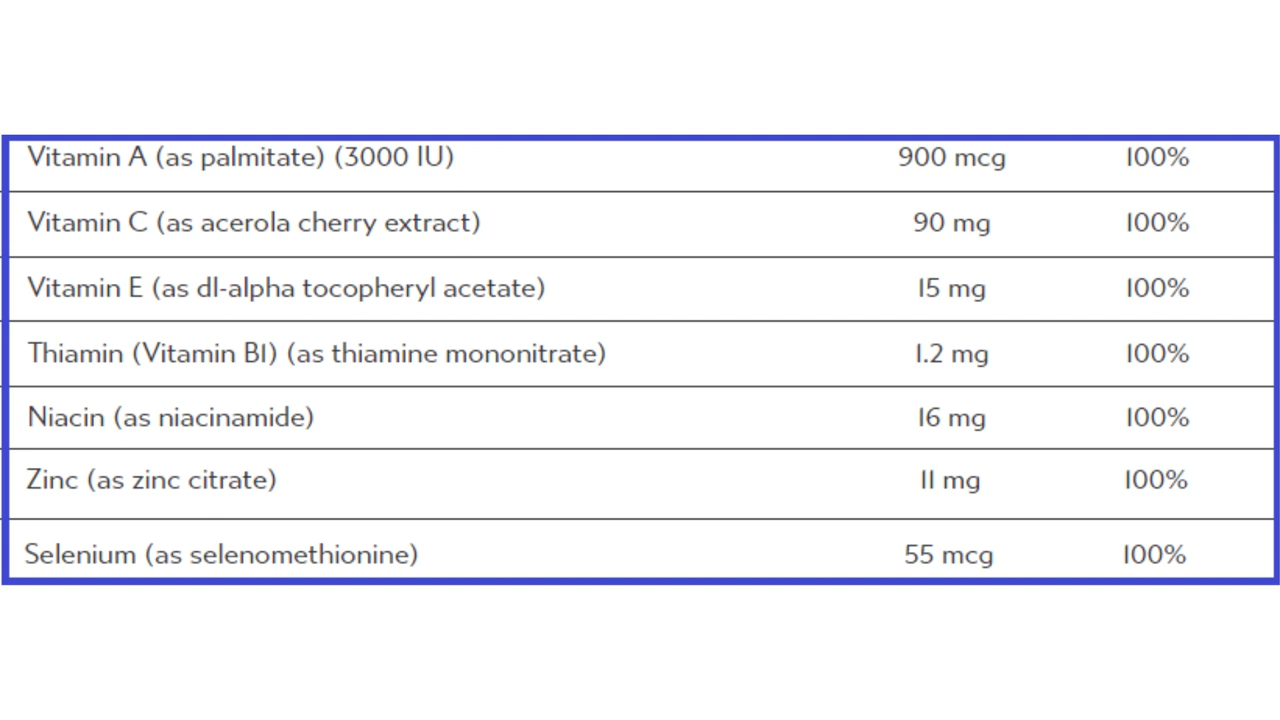 Vitamin A (as palmitate) (3000 IU) 900 mcg 100%
Vitamin C (as acerola cherry extract) 90 mg 100%
Vitamin E (as dl-alpha tocopheryl acetate) 15 mg 100%
Thiamin (Vitamin B1) (as thiamine mononitrate) 1.2 mg 100%
Niacin (as niacinamide) 16 mg 100%
Zinc (as zinc citrate) 11 mg 100%
Selenium (as selenomethionine) 55 mcg 100%